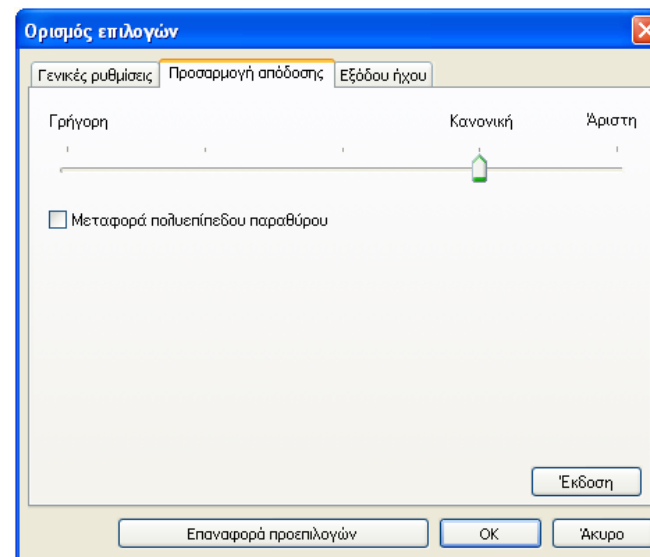 Ορισμός επιλογών
Γενικές ρυθμίσεις Προσαρμογή απόδοσης Εξόδου ήχου
Γρήγορη Κανονική Άριστη
Μεταφορά πολυεπίπεδου παραθύρου
Έκδοση
Επαναφορά προεπιλογών OK Άκυρο